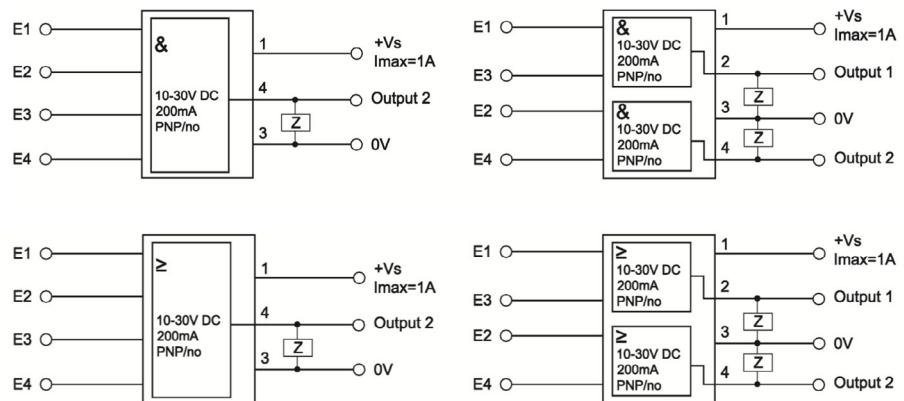 E1
E2
E3
E4
&
10-30V DC
200mA
PNP/no
1
4
3
+Vs
Imax=1A
Output 2
Z
0V
E1
E3
E2
E4
&
10-30V DC
200mA
PNP/no
&
10-30V DC
200mA
PNP/no
1
2
3
4
+Vs
Imax=1A
Output 1
Z
0V
Z
Output 2
E1
E2
E3
E4
≥
10-30V DC
200mA
PNP/no
1
4
3
+Vs
Imax=1A
Output 2
Z
0V
E1
E3
E2
E4
≥
10-30V DC
200mA
PNP/no
≥
10-30V DC
200mA
PNP/no
1
2
3
4
+Vs
Imax=1A
Output 1
Z
0V
Z
Output 2